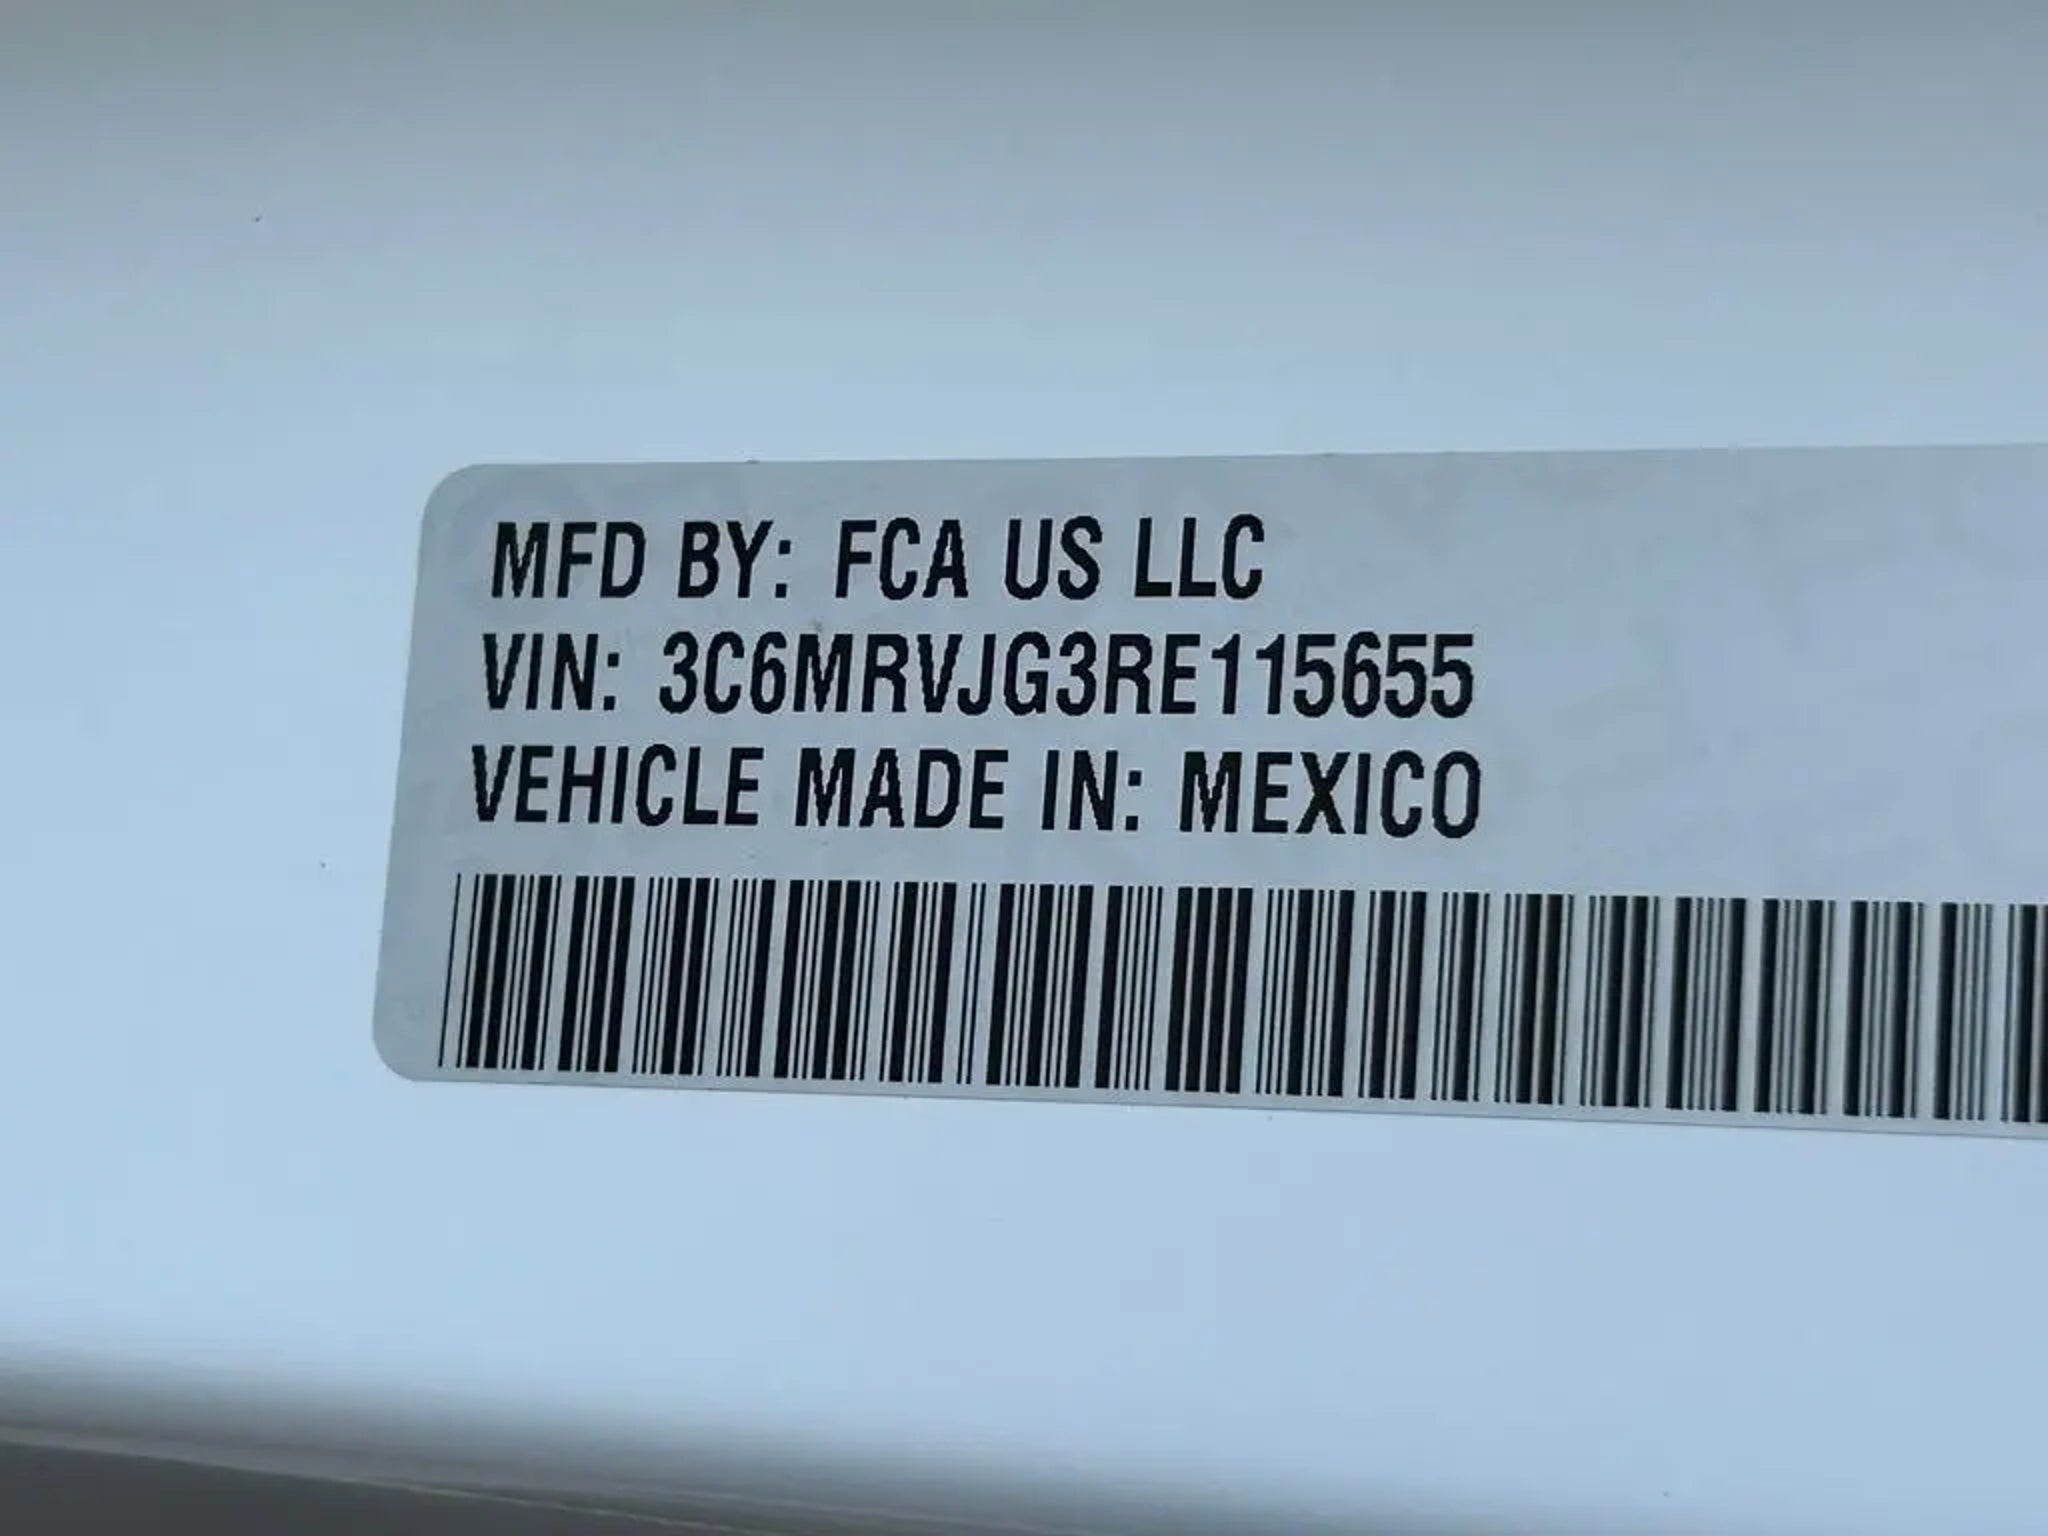 MFD BY: FCA US LLC
VIN: 3C6MRVJG3RE115655
VEHICLE MADE IN: MEXICO